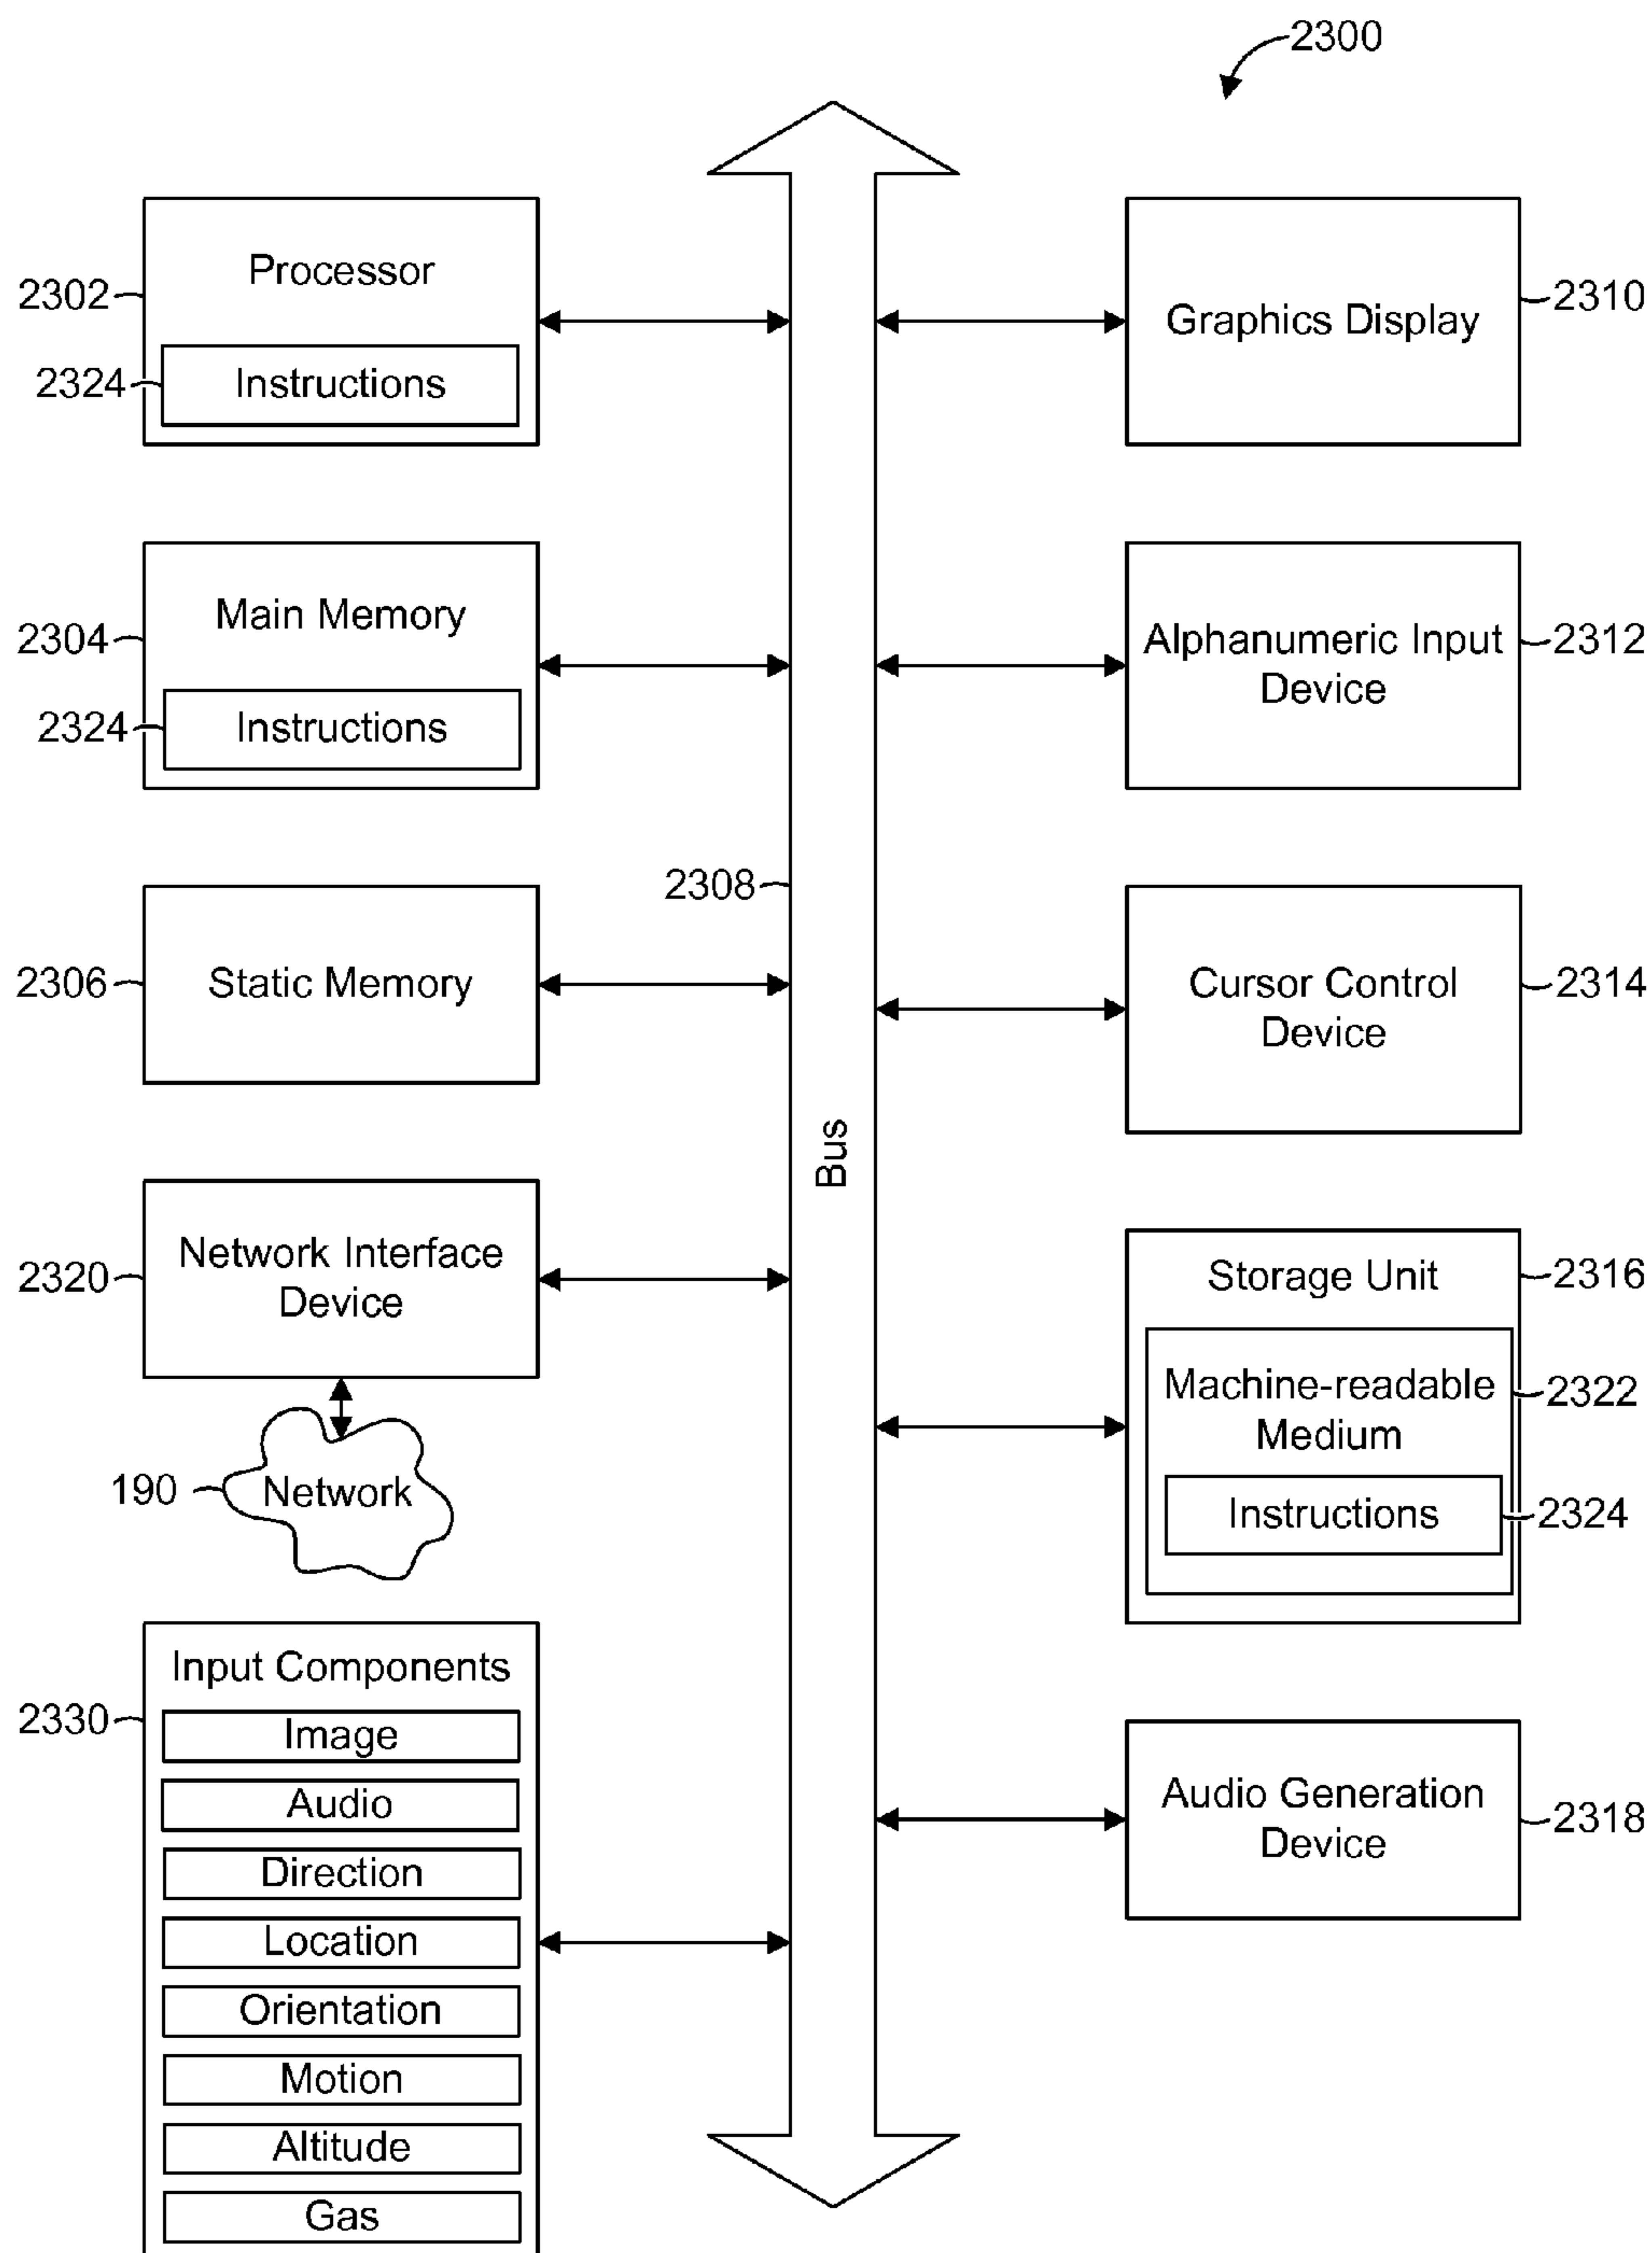 2300
Processor
2302
2324
Instructions
Main Memory
2304
2324
Instructions
Static Memory
2306
Network Interface
Device
2320
Network
190
Input Components
2330
Image
Audio
Direction
Location
Orientation
Motion
Altitude
Gas
2308
Bus
Graphics Display
2310
Alphanumeric Input
Device
2312
Cursor Control
Device
2314
Storage Unit
2316
Machine-readable
Medium
2322
Instructions
2324
Audio Generation
Device
2318